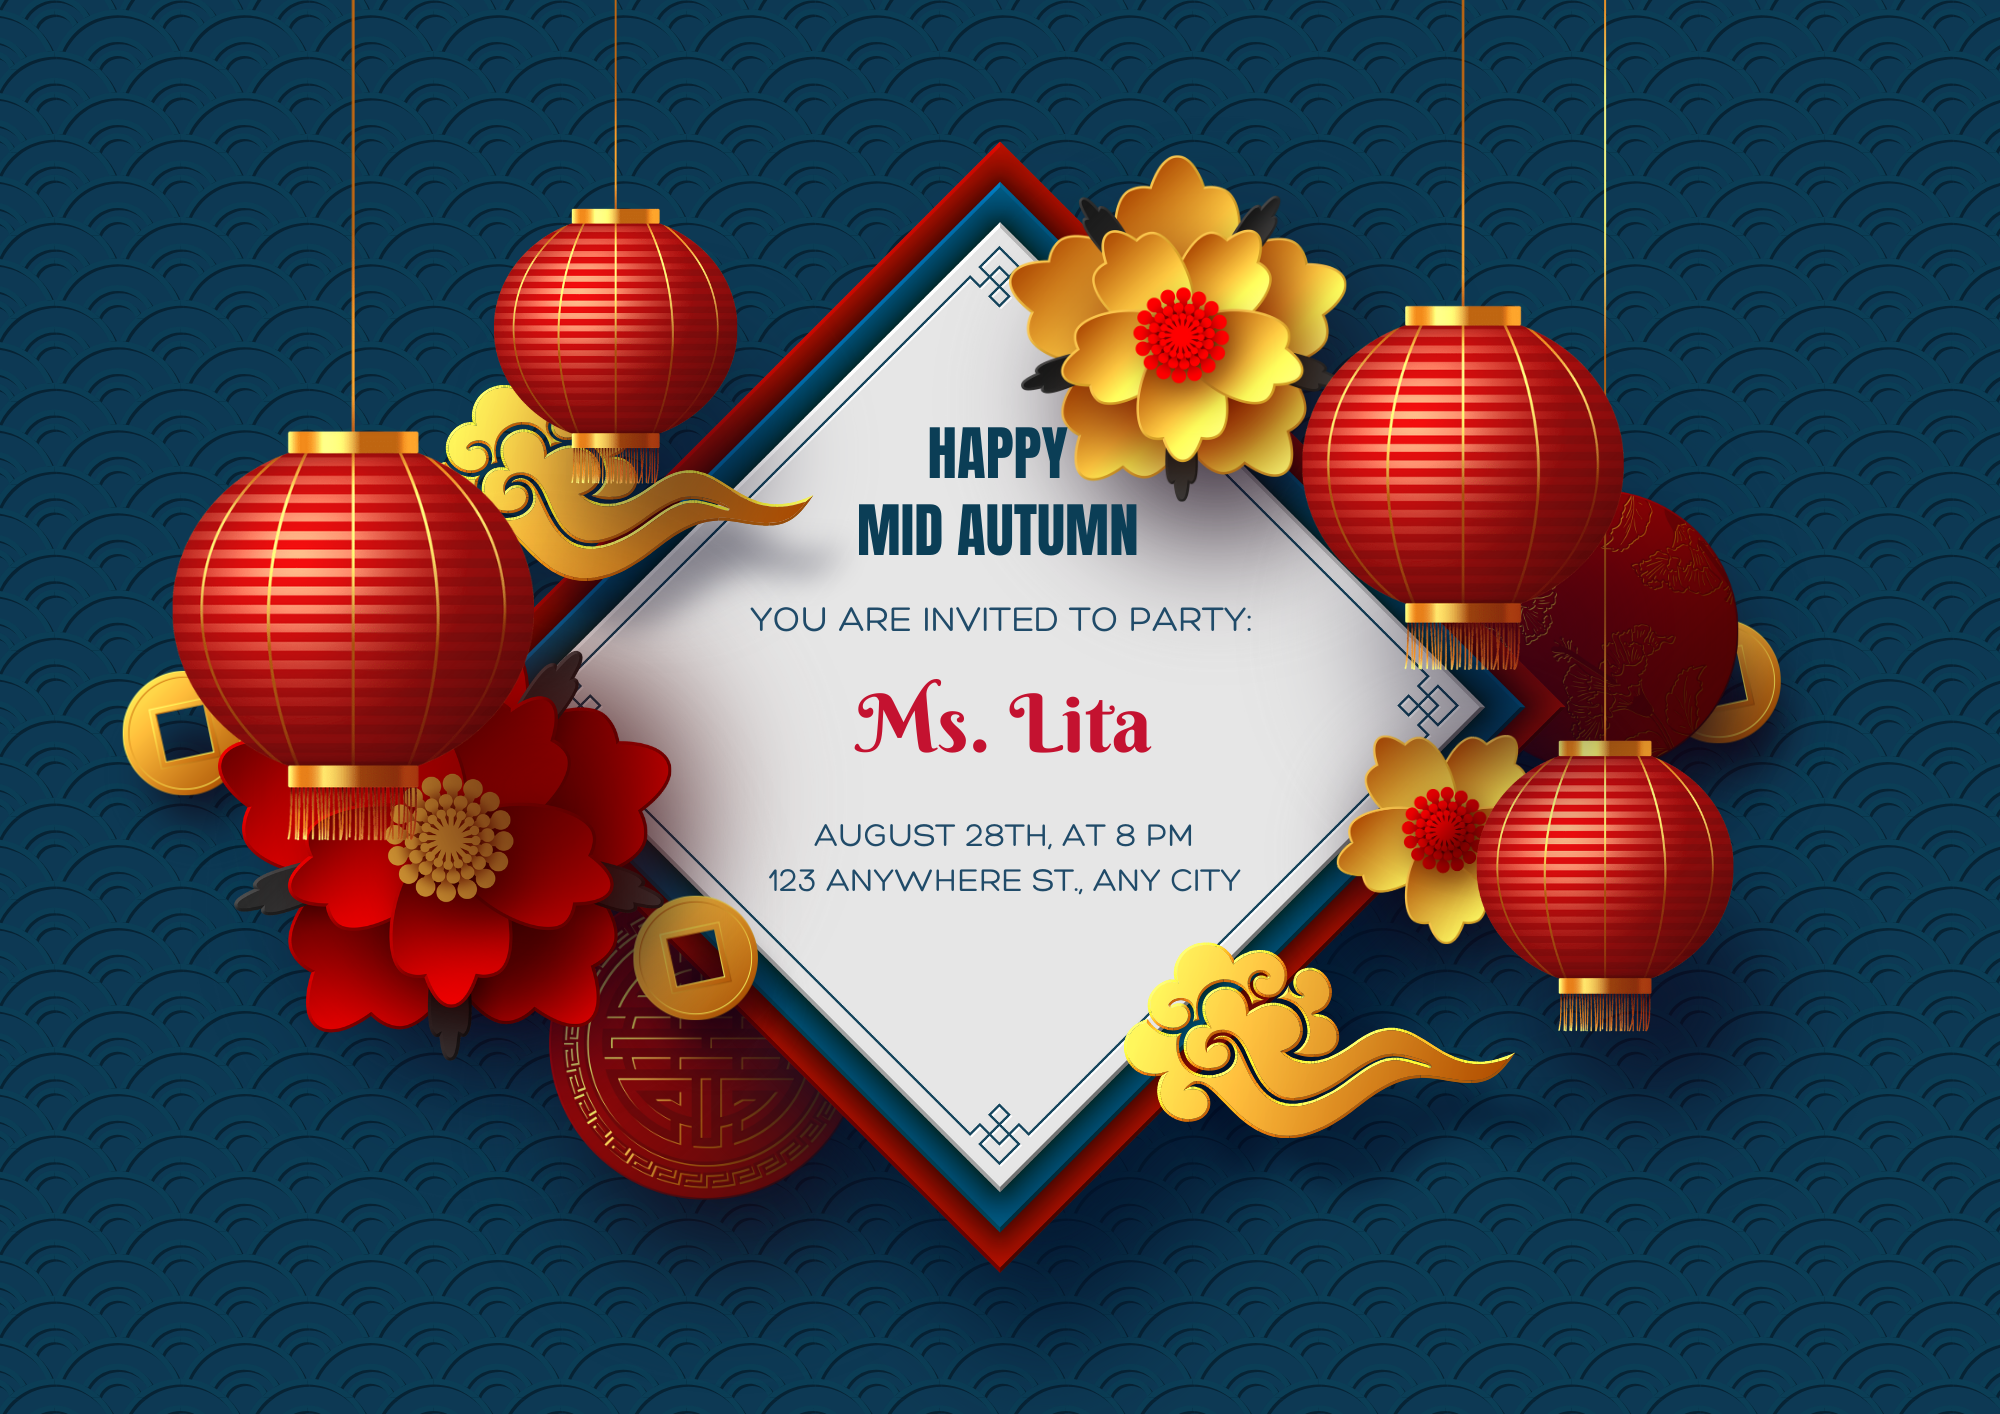 HAPPY
MID AUTUMN
YOU ARE INVITED TO PARTY:
Ms. Lita
AUGUST 28TH, AT 8 PM
123 ANYWHERE ST., ANY CITY